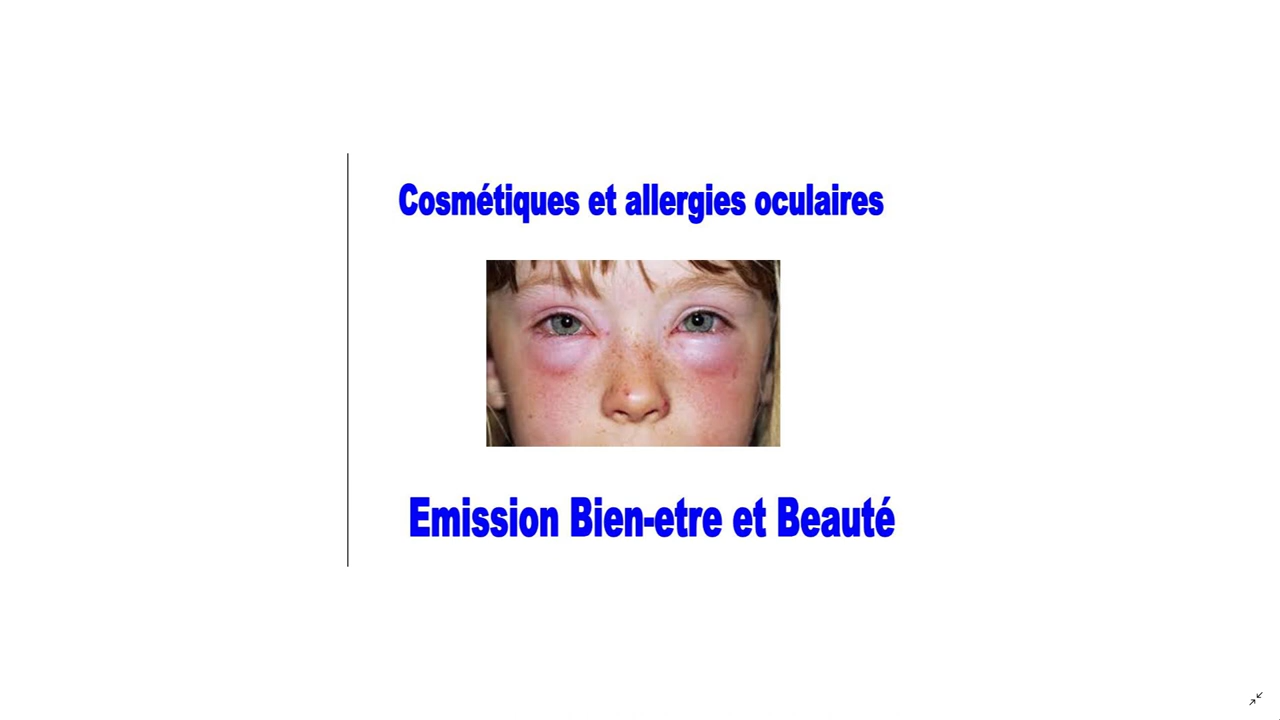 Cosmétiques et allergies oculaires
Emission Bien-etre et Beauté